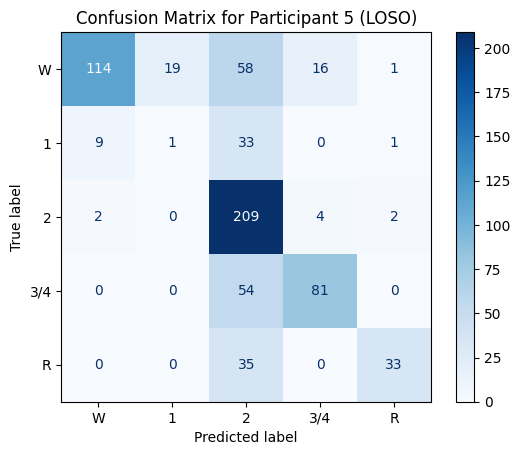 Confusion Matrix for Participant 5 (LOSO)
True label
W 114 19 58 16 1
1 9 1 33 0 1
2 2 0 209 4 2
3/4 0 0 54 81 0
R 0 0 35 0 33
W 1 2 3/4 R
Predicted label
200
175
150
125
100
75
50
25
0